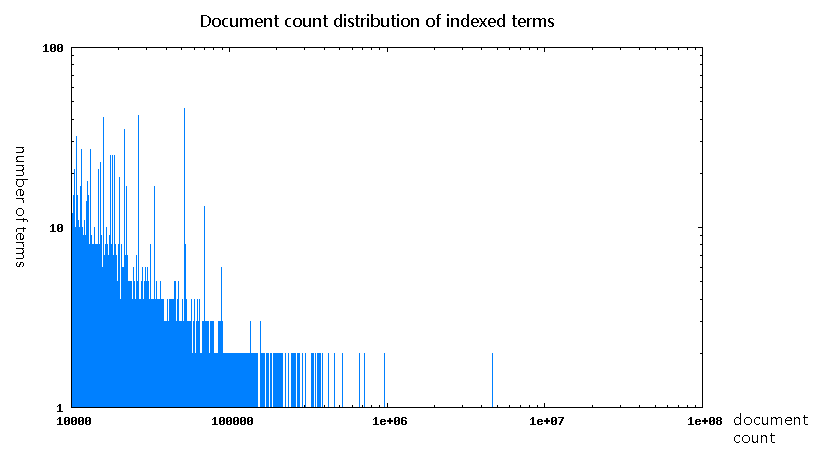 Document count distribution of indexed terms
100
10
1
number of terms
10000
100000
1e+06
1e+07
1e+08
document
count